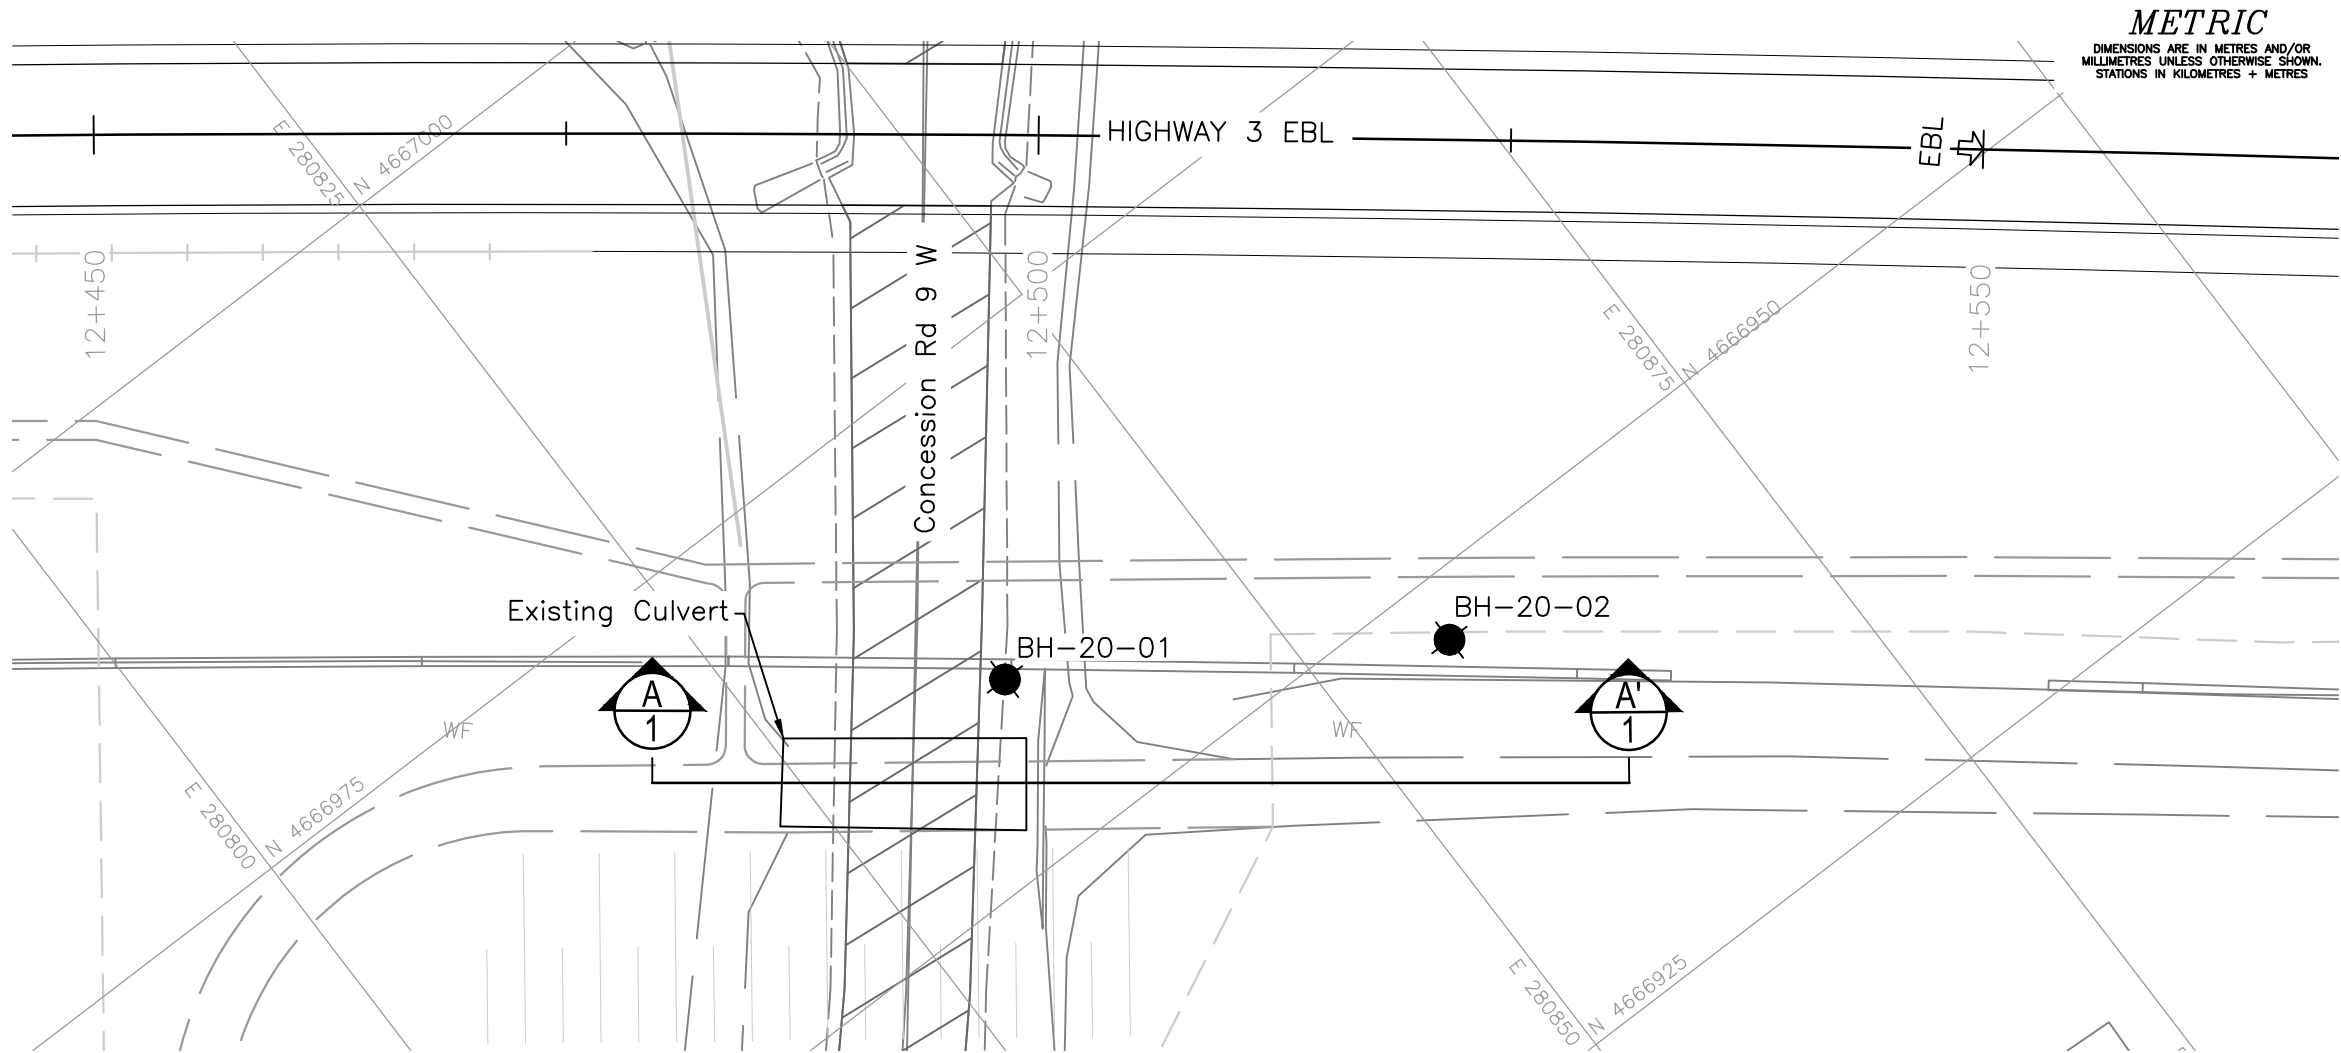 METRIC
DIMENSIONS ARE IN METRES AND/OR
MILLIMETRES UNLESS OTHERWISE SHOWN.
STATIONS IN KILOMETRES + METRES
HIGHWAY 3 EBL
EBL
E 280825
N 4667000
12+450
Concession Rd 9 W
12+500
E 280875
N 4666950
12+550
Existing Culvert
BH-20-01
BH-20-02
A
1
A'
1
WF
WF
E 280800
N 4666975
E 280850
N 4666925